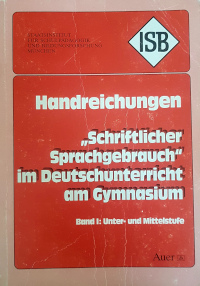 ISB
Handreichungen
„Schriftlicher
Sprachgebrauch“
im Deutschunterricht
am Gymnasium
Band I: Unter- und Mittelstufe
Auer